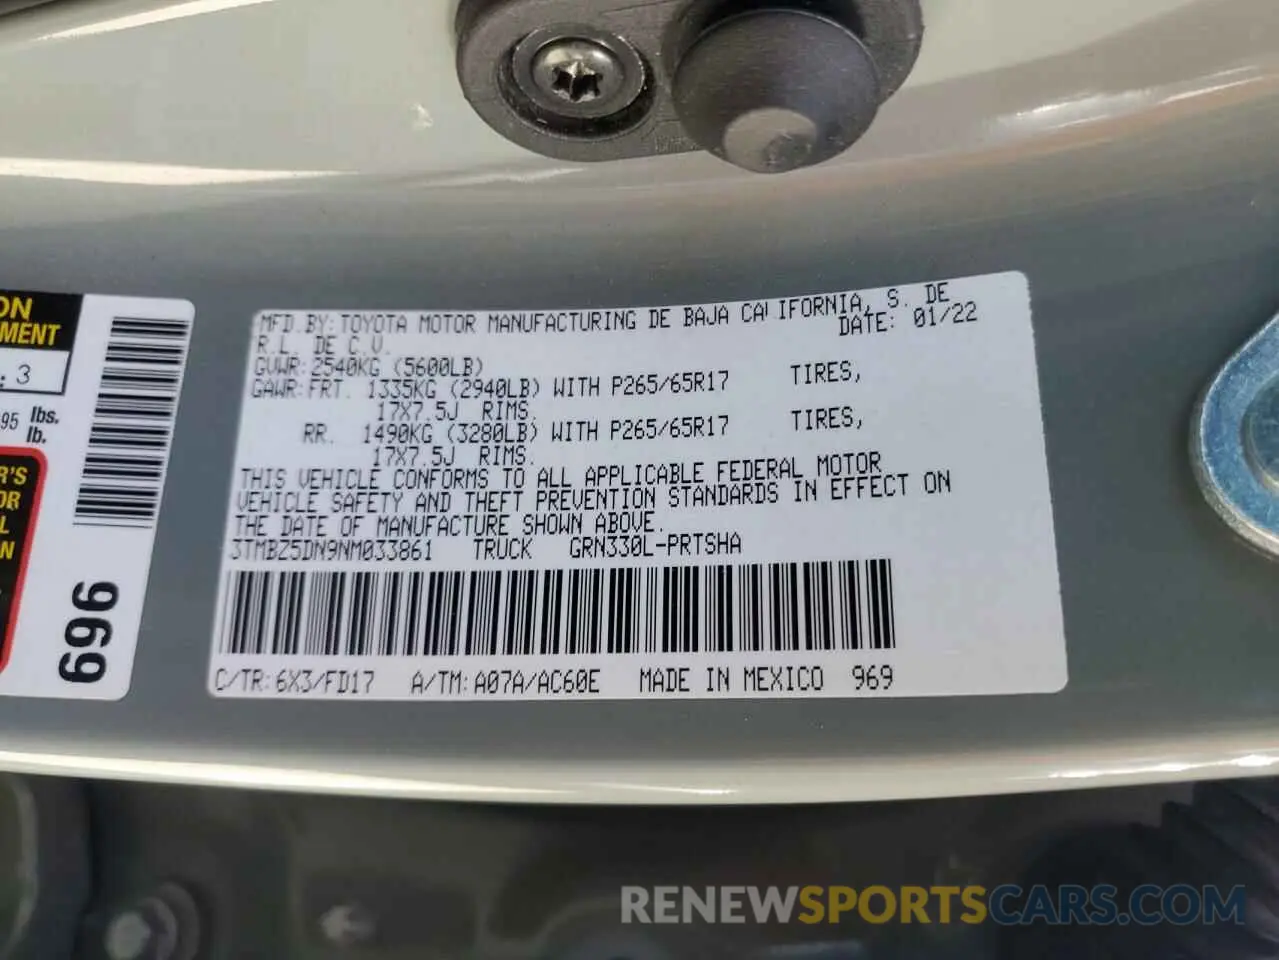 MFD. BY: TOYOTA MOTOR MANUFACTURING DE BAJA CALIFORNIA, S. DE
R.L. DE C.V. DATE: 01/22
GVWR: 2540KG (5600LB)
GAWR: FRT. 1335KG (2940LB) WITH P265/65R17 TIRES,
17X7.5J RIMS.
RR. 1490KG (3280LB) WITH P265/65R17 TIRES,
17X7.5J RIMS.
THIS VEHICLE CONFORMS TO ALL APPLICABLE FEDERAL MOTOR
VEHICLE SAFETY AND THEFT PREVENTION STANDARDS IN EFFECT ON
THE DATE OF MANUFACTURE SHOWN ABOVE.
3TMBZ5DN9NM033861 TRUCK GRN330L-PRTSHA
C/TR: 6X3/FD17 A/TM: A07A/AC60E MADE IN MEXICO 969
ON
MENT
: 3
95 lbs.
lb.
R'S
OR
L
N
969
RENEWSPORTSCARS.COM